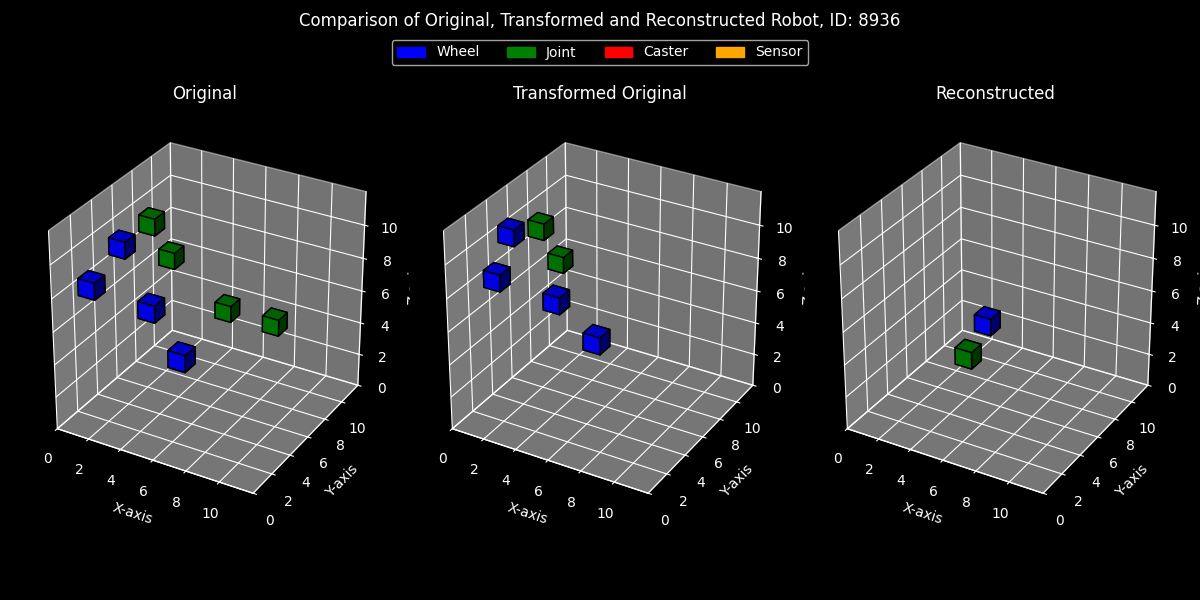 Comparison of Original, Transformed and Reconstructed Robot, ID: 8936
Wheel Joint Caster Sensor
Original Transformed Original Reconstructed
10 10 10
8 8 8
6 6 6
4 4 4
2 2 2
0 0 0
0 2 4 6 8 10 0 2 4 6 8 10 0 2 4 6 8 10
0 2 4 6 8 10 0 2 4 6 8 10 0 2 4 6 8 10
X-axis Y-axis X-axis Y-axis X-axis Y-axis